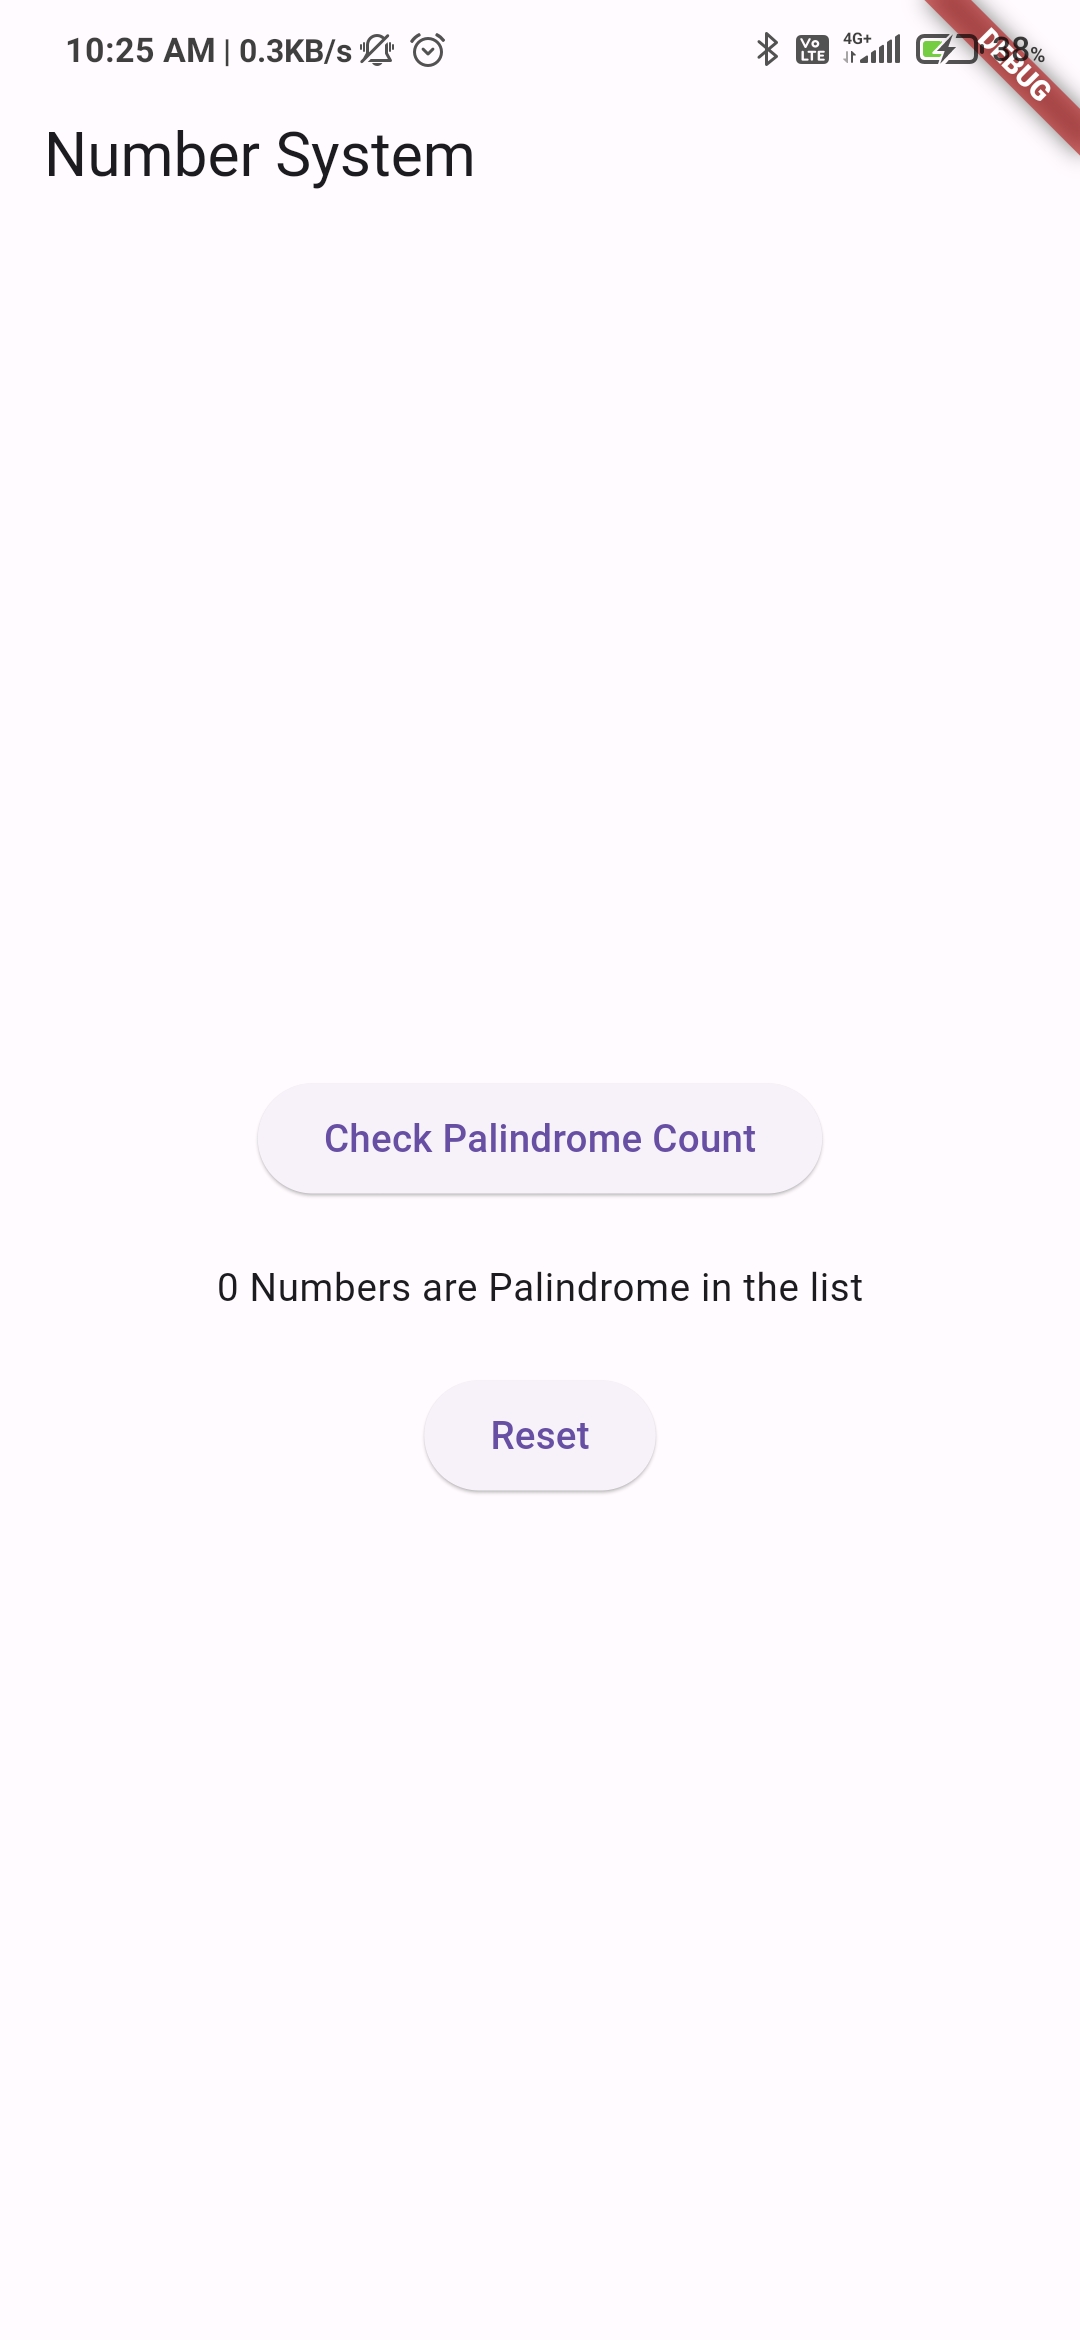 10:25 AM | 0.3KB/s
Vo LTE 4G+ 38%
DEBUG
Number System
Check Palindrome Count
0 Numbers are Palindrome in the list
Reset